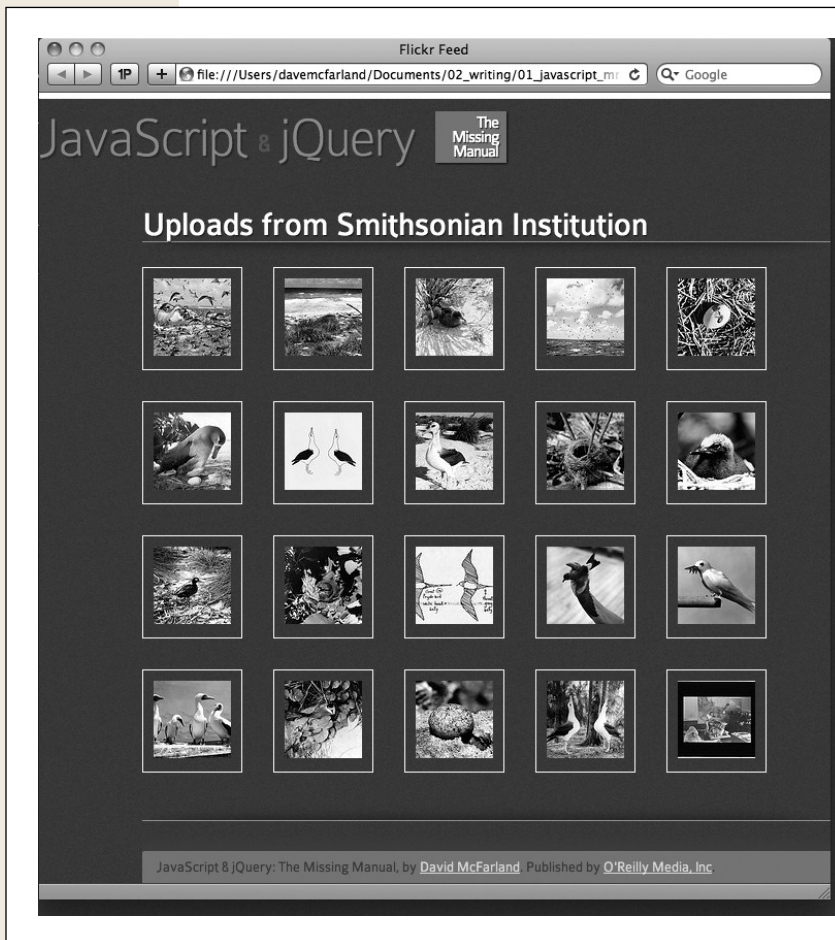 Flickr Feed
1P
+
file:///Users/davemcfarland/Documents/02_writing/01_javascript_m
Google
JavaScript & jQuery
The
Missing
Manual
Uploads from Smithsonian Institution
JavaScript & jQuery: The Missing Manual, by David McFarland. Published by O'Reilly Media, Inc.